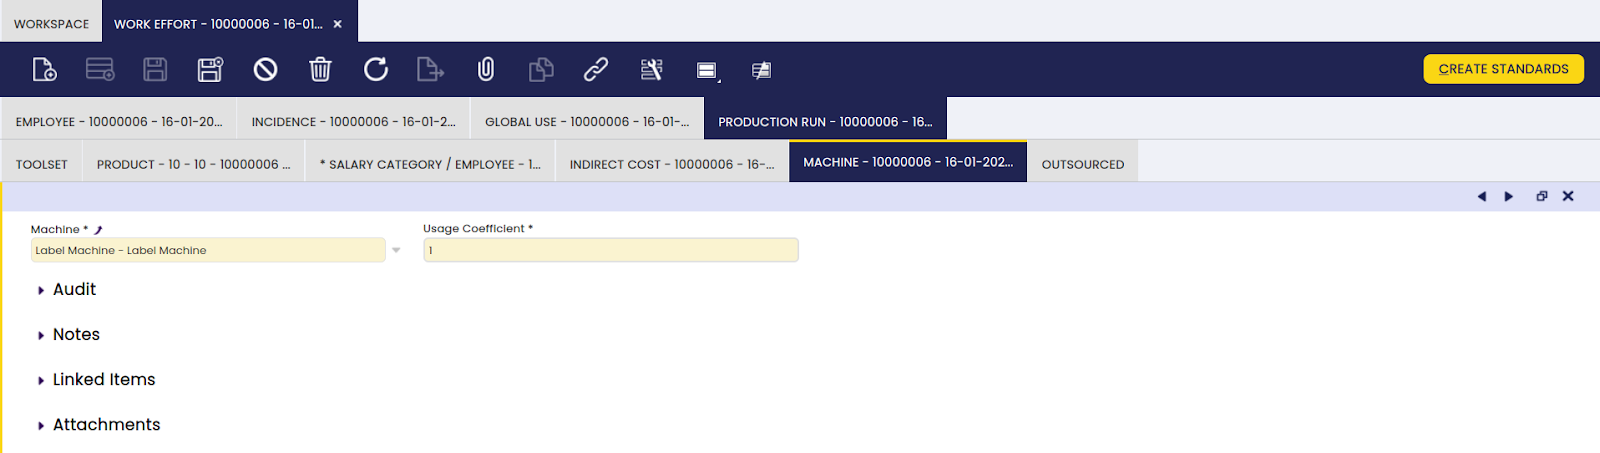 WORKSPACE WORK EFFORT - 10000006 - 16-01... ×
CREATE STANDARDS
EMPLOYEE - 10000006 - 16-01-20... INCIDENCE - 10000006 - 16-01-2... GLOBAL USE - 10000006 - 16-01-... PRODUCTION RUN - 10000006 - 16...
TOOLSET PRODUCT - 10 - 10 - 10000006 ... * SALARY CATEGORY / EMPLOYEE - 1... INDIRECT COST - 10000006 - 16-... MACHINE - 10000006 - 16-01-202... OUTSOURCED
Machine * Usage Coefficient *
Label Machine - Label Machine 1
Audit
Notes
Linked Items
Attachments